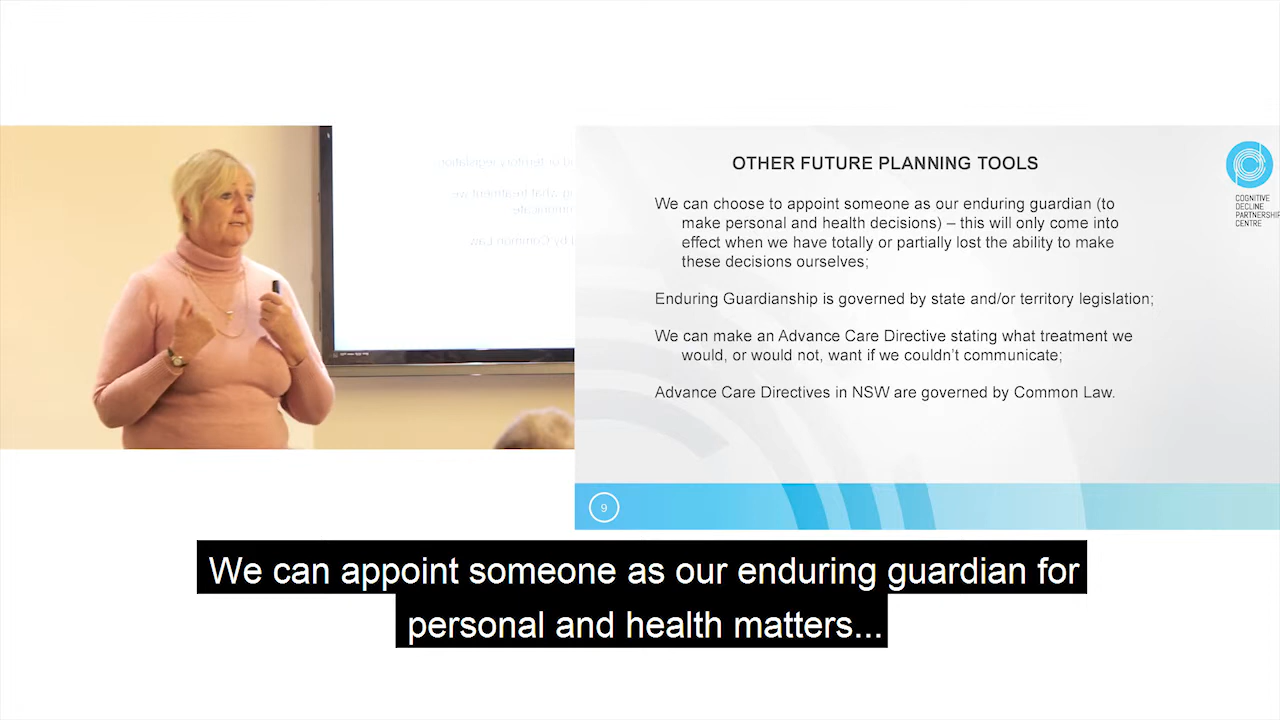 OTHER FUTURE PLANNING TOOLS
We can choose to appoint someone as our enduring guardian (to
make personal and health decisions) – this will only come into
effect when we have totally or partially lost the ability to make
these decisions ourselves;
Enduring Guardianship is governed by state and/or territory legislation;
We can make an Advance Care Directive stating what treatment we
would, or would not, want if we couldn’t communicate;
Advance Care Directives in NSW are governed by Common Law.
COGNITIVE
DECLINE
PARTNERSHIP
CENTRE
9
We can appoint someone as our enduring guardian for
personal and health matters...